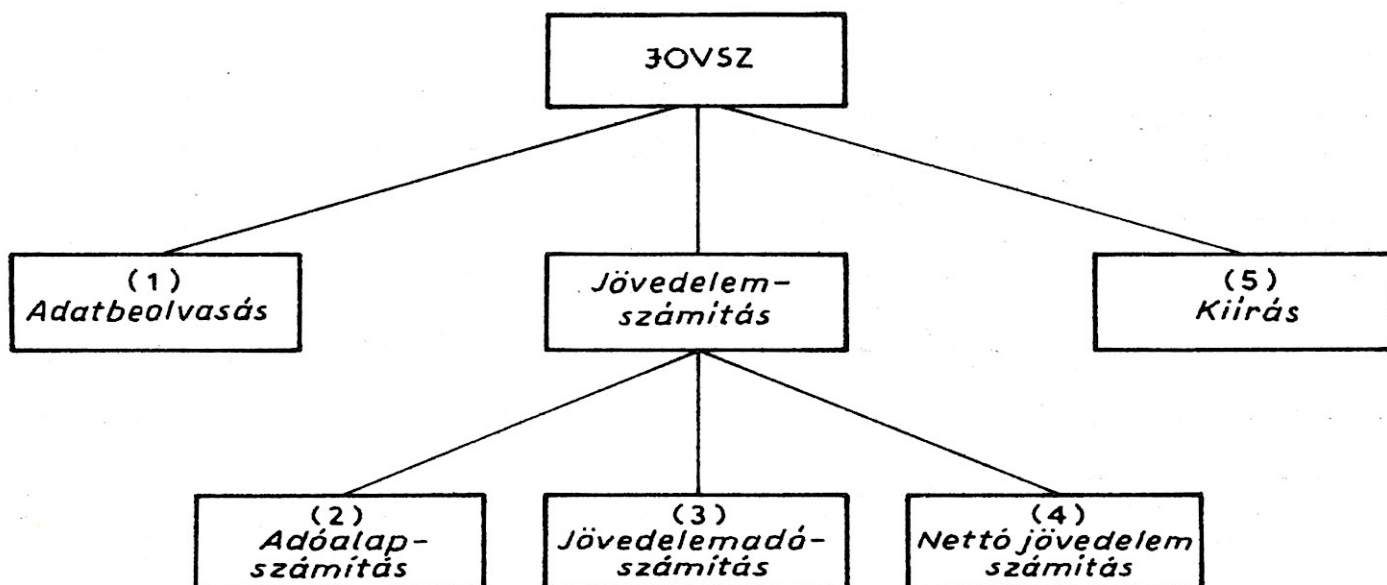 JOVSZ
(1)
Adatbeolvasás
Jövedelem-
számítás
(5)
Kiírás
(2)
Adóalap-
számítás
(3)
Jövedelemadó-
számítás
(4)
Nettó jövedelem
számítás